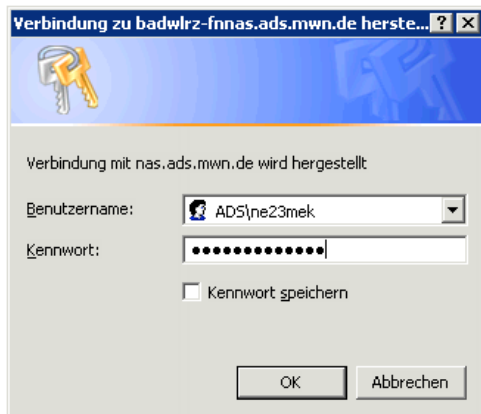 Verbindung zu badwlrz-fnnas.ads.mwn.de herste...
Verbindung mit nas.ads.mwn.de wird hergestellt
Benutzername: ADS\ne23mek
Kennwort: •••••••••••••
Kennwort speichern
OK Abbrechen